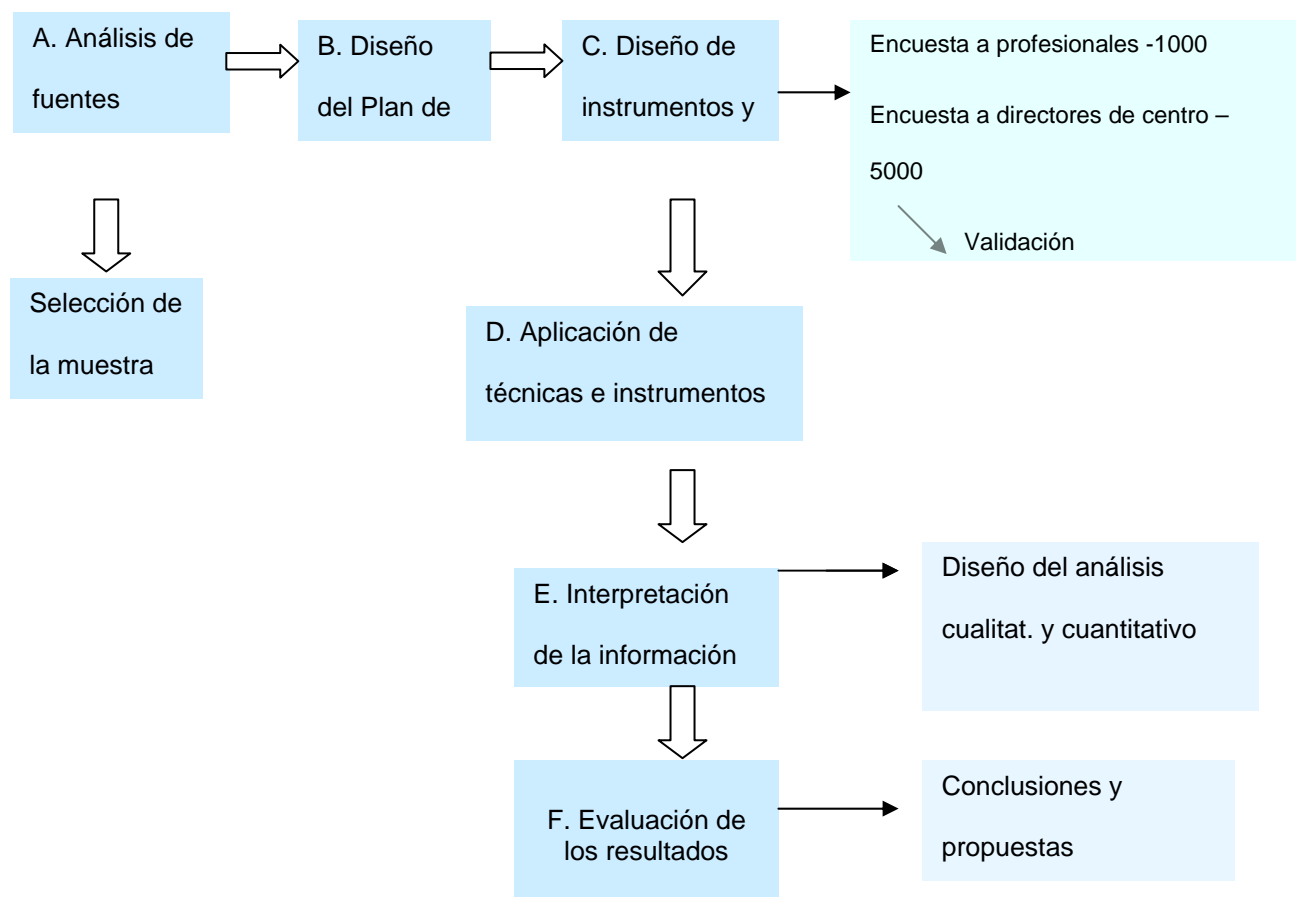 A. Análisis de
fuentes
B. Diseño
del Plan de
C. Diseño de
instrumentos y
Encuesta a profesionales -1000
Encuesta a directores de centro –
5000
Validación
Selección de
la muestra
D. Aplicación de
técnicas e instrumentos
E. Interpretación
de la información
Diseño del análisis
cualitat. y cuantitativo
F. Evaluación de
los resultados
Conclusiones y
propuestas